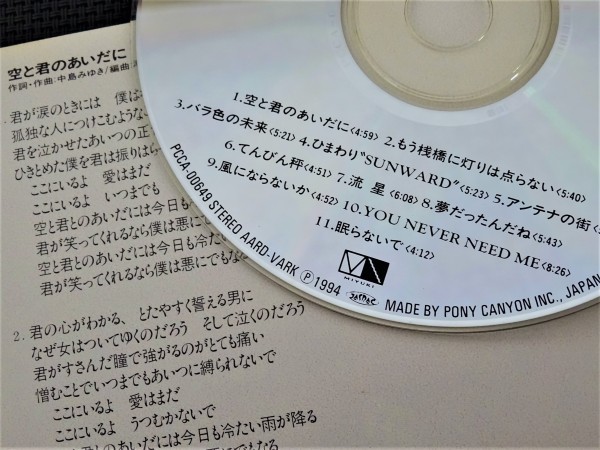 空と君のあいだに
作詞・作曲:中島みゆき/編曲:
1. 君が涙のときには 僕は
孤独な人につけこむような
君を泣かせたあいつの正
ひきとめた僕を君は振りは
ここにいるよ 愛はまだ
ここにいるよ いつまでも
空と君とのあいだには今日も冷た
君が笑ってくれるなら僕は悪に
空と君とのあいだには今日も冷たい
君が笑ってくれるなら僕は悪にでもな
2. 君の心がわかる、とたやすく誓える男に
なぜ女はついてゆくのだろう そして泣くのだろう
君がすさんだ瞳で強がるのがとても痛い
憎むことでいつまでもあいつに縛られないで
ここにいるよ 愛はまだ
ここにいるよ うつむかないで
のあいだには今日も冷たい雨が降る
1.空と君のあいだに<4:59> 2.もう桟橋に灯りは点らない<5:40>
3.バラ色の未来<5:21> 4.ひまわり"SUNWARD"<5:23> 5.アンテナの街
6.てんびん秤<4:51> 7.流星<6:08> 8.夢だったんだね<5:43>
9.風にならないか<4:52> 10.YOU NEVER NEED ME<8:26>
11.眠らないで<4:12>
MIYUKI
PCCA-00649 STEREO AARD-VARK Ⓟ1994 MADE BY PONY CANYON INC., JAPAN